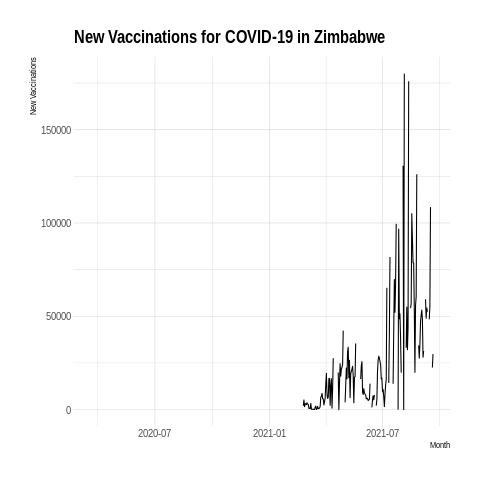 New Vaccinations for COVID-19 in Zimbabwe
New Vaccinations
150000
100000
50000
0
2020-07
2021-01
2021-07
Month